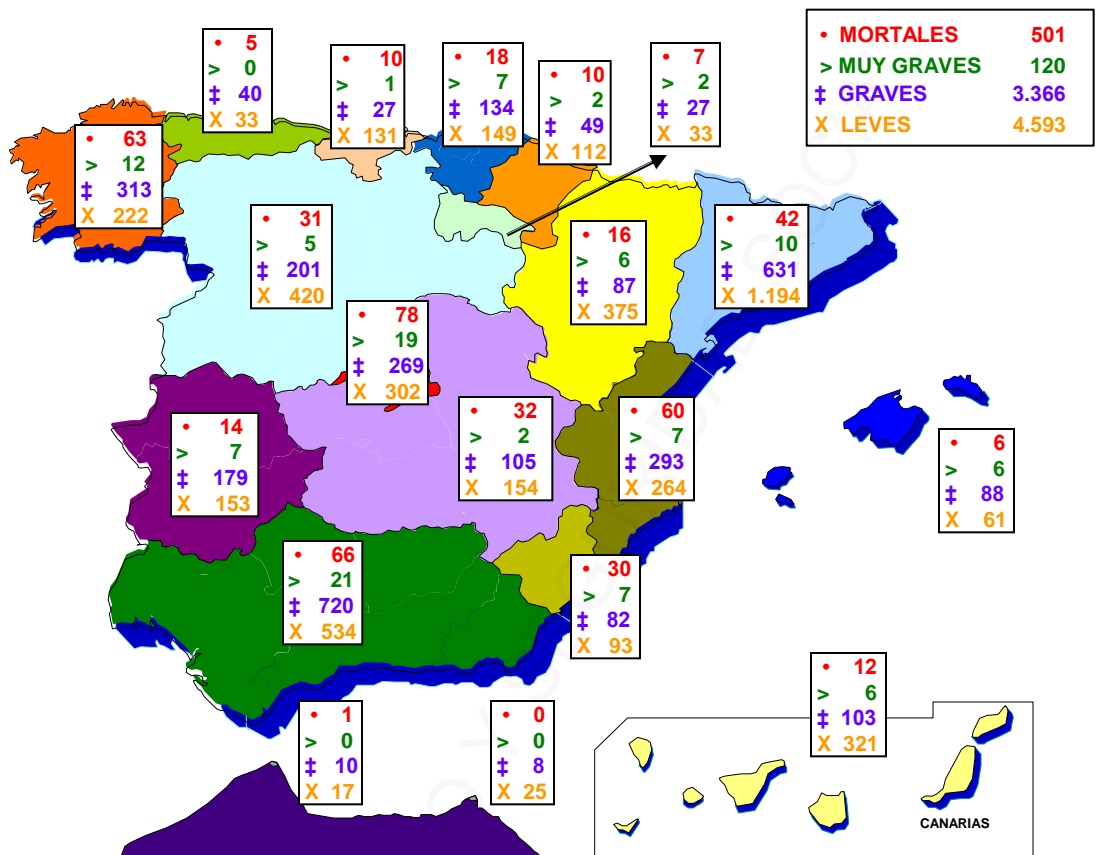 • MORTALES 501
> MUY GRAVES 120
‡ GRAVES 3.366
X LEVES 4.593
• 5
> 0
‡ 40
X 33
• 10
> 1
‡ 27
X 131
• 18
> 7
‡ 134
X 149
• 10
> 2
‡ 49
X 112
• 7
> 2
‡ 27
X 33
• 63
> 12
‡ 313
X 222
• 31
> 5
‡ 201
X 420
• 16
> 6
‡ 87
X 375
• 42
> 10
‡ 631
X 1.194
• 78
> 19
‡ 269
X 302
• 14
> 7
‡ 179
X 153
• 32
> 2
‡ 105
X 154
• 60
> 7
‡ 293
X 264
• 6
> 6
‡ 88
X 61
• 66
> 21
‡ 720
X 534
• 30
> 7
‡ 82
X 93
• 1
> 0
‡ 10
X 17
• 0
> 0
‡ 8
X 25
• 12
> 6
‡ 103
X 321
CANARIAS